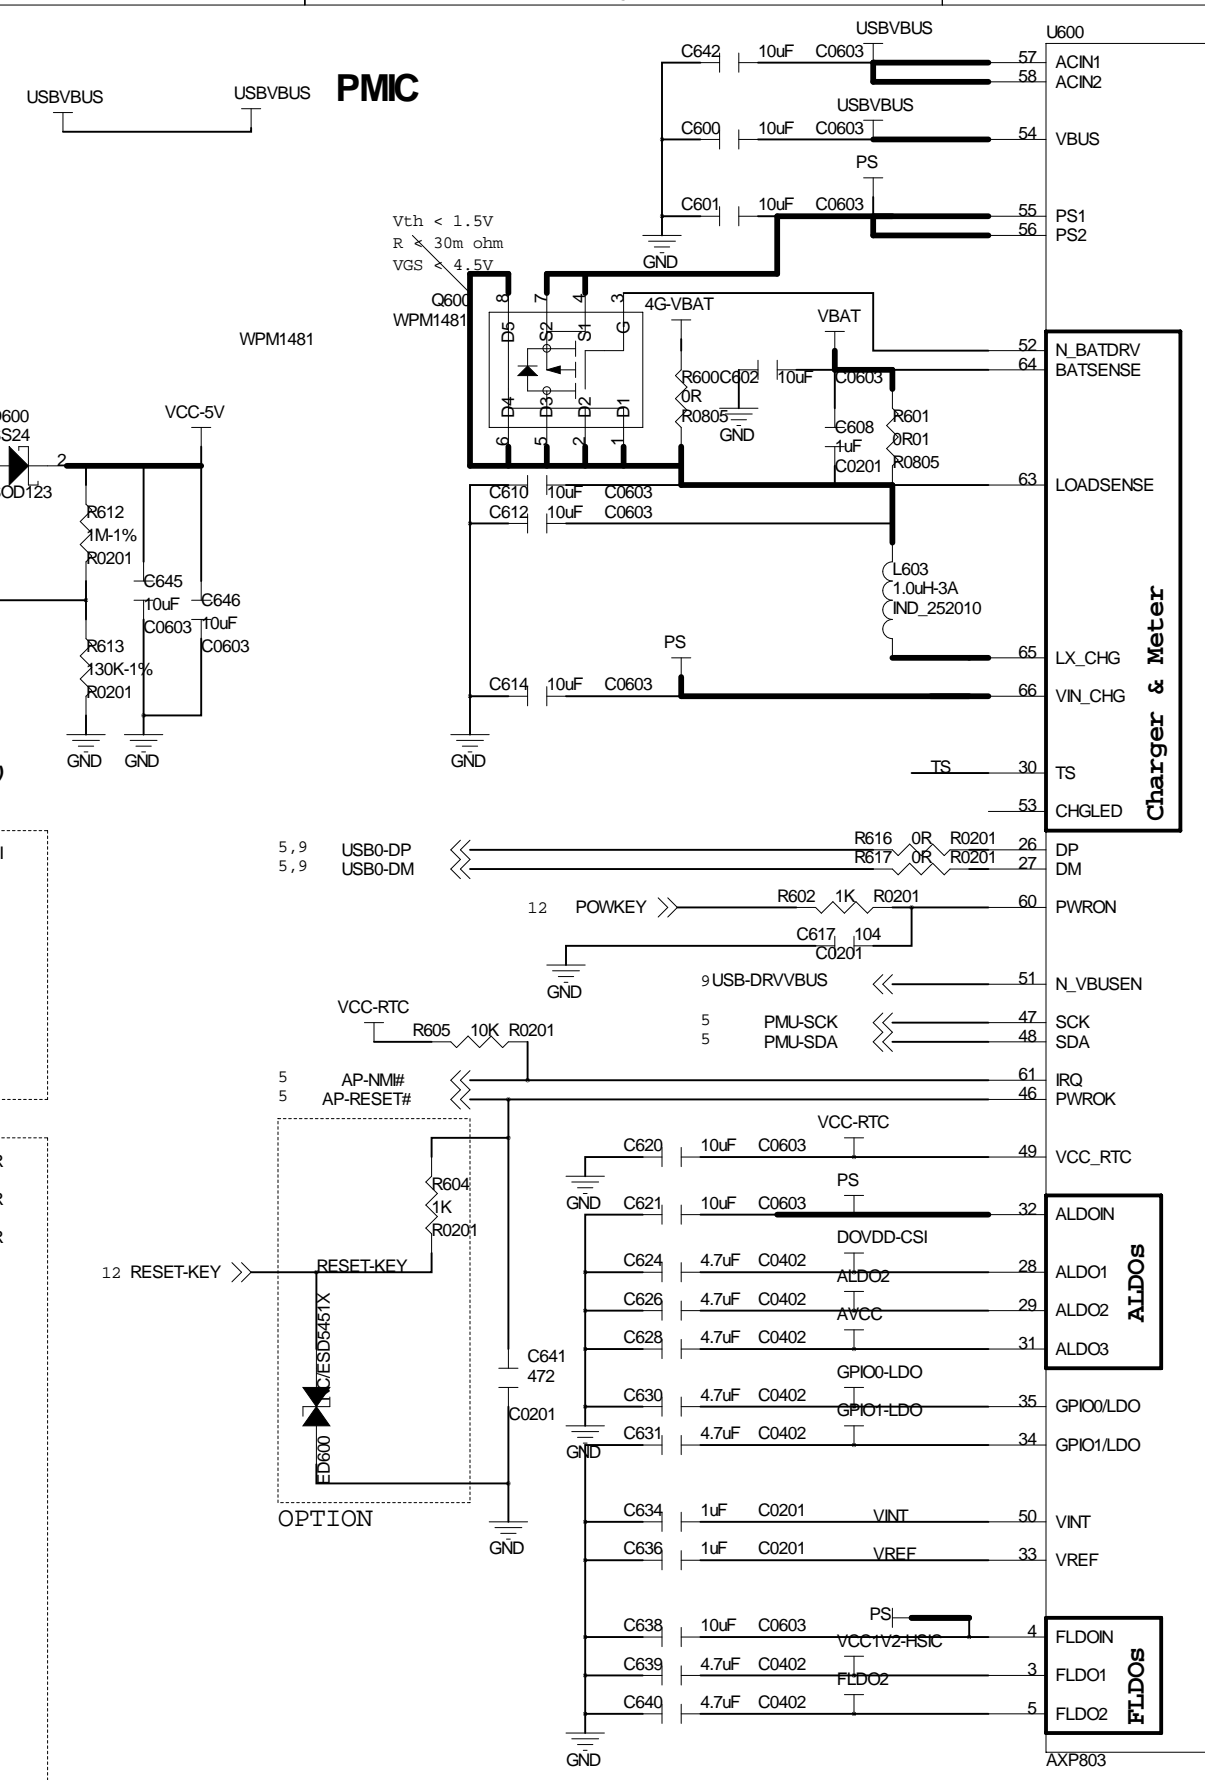 USBVBUS
U600
C642 10uF C0603
57 ACIN1
58 ACIN2
USBVBUS
USBVBUS
PMIC
USBVBUS
C600 10uF C0603
54 VBUS
PS
C601 10uF C0603
55 PS1
56 PS2
GND
Vth < 1.5V
R < 30m ohm
VGS < 4.5V
Q600
WPM1481
WPM1481
8 7 4 3
D5 S2 S1 G
D4 D3 D2 D1
6 5 2 1
4G-VBAT
VBAT
52 N_BATDRV
64 BATSENSE
R600
0R
R0805
C602 10uF C0603
GND
C608
1uF
C0201
R601
0R01
R0805
VCC-5V
2
OD123
C610 10uF C0603
C612 10uF C0603
63 LOADSENSE
R612
1M-1%
R0201
C645
10uF
C0603
C646
10uF
C0603
R613
130K-1%
R0201
GND GND
L603
1.0uH-3A
IND_252010
PS
65 LX_CHG
C614 10uF C0603
66 VIN_CHG
GND
TS 30 TS
53 CHGLED
Charger & Meter
5,9 USB0-DP
R616 0R R0201
26 DP
5,9 USB0-DM
R617 0R R0201
27 DM
12 POWKEY
R602 1K R0201
60 PWRON
C617 104
C0201
GND
9 USB-DRVVBUS
51 N_VBUSEN
5 PMU-SCK
47 SCK
5 PMU-SDA
48 SDA
VCC-RTC
R605 10K R0201
5 AP-NMI#
61 IRQ
5 AP-RESET#
46 PWROK
VCC-RTC
C620 10uF C0603
49 VCC_RTC
GND
PS
C621 10uF C0603
32 ALDOIN
DOVDD-CSI
C624 4.7uF C0402
28 ALDO1
ALDO2
C626 4.7uF C0402
29 ALDO2
AVCC
C628 4.7uF C0402
31 ALDO3
ALDOs
R604
1K
R0201
12 RESET-KEY
RESET-KEY
C/ESD5451X
ED600
C641
472
C0201
OPTION
GND
GPIO0-LDO
C630 4.7uF C0402
35 GPIO0/LDO
GPIO1-LDO
C631 4.7uF C0402
34 GPIO1/LDO
GND
C634 1uF C0201 VINT
50 VINT
C636 1uF C0201 VREF
33 VREF
PS
C638 10uF C0603
4 FLDOIN
VCC1V2-HSIC
C639 4.7uF C0402
3 FLDO1
FLDO2
C640 4.7uF C0402
5 FLDO2
FLDOs
GND
AXP803